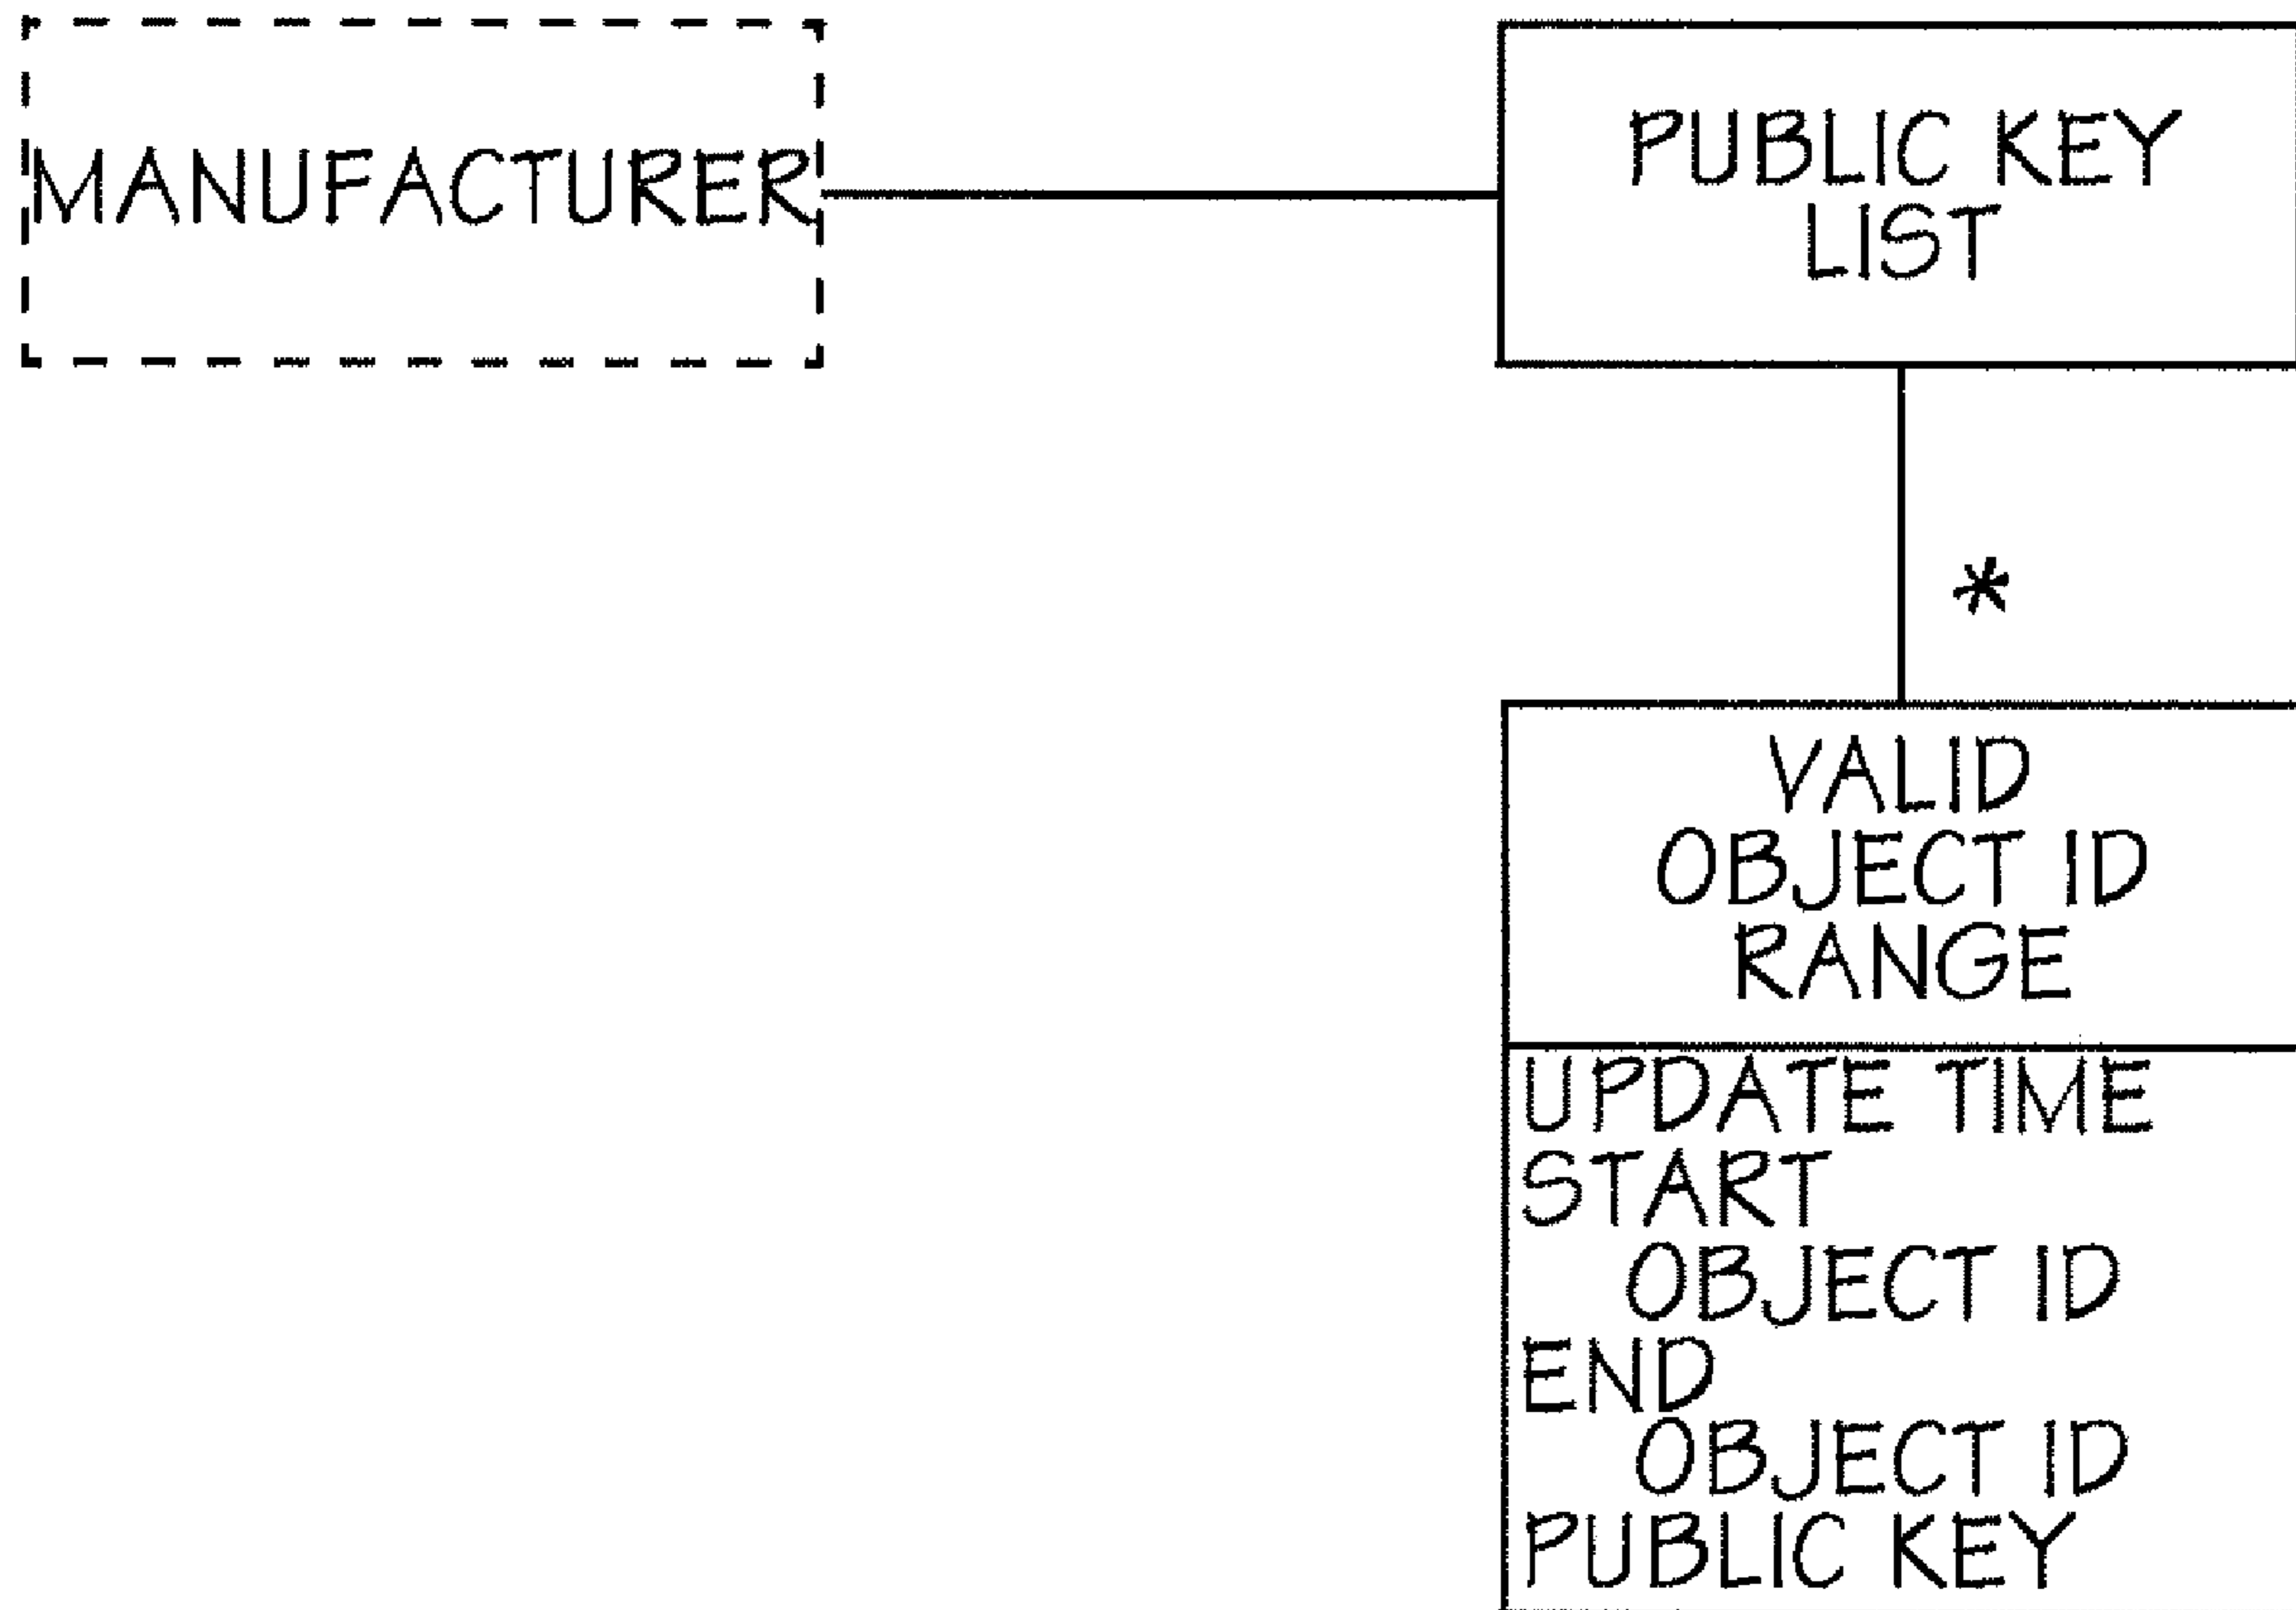 MANUFACTURER
PUBLIC KEY
LIST
*
VALID
OBJECT ID
RANGE
UPDATE TIME
START
OBJECT ID
END
OBJECT ID
PUBLIC KEY